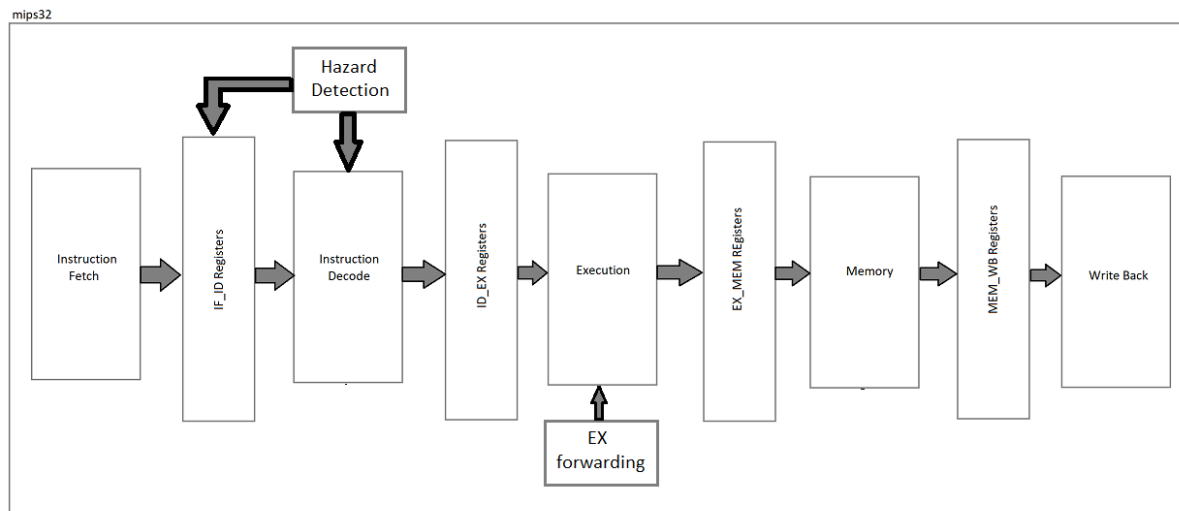 mips32
Hazard
Detection
Instruction
Fetch
IF_ID Registers
Instruction
Decode
ID_EX Registers
Execution
EX_MEM REgisters
Memory
MEM_WB Registers
Write Back
EX
forwarding